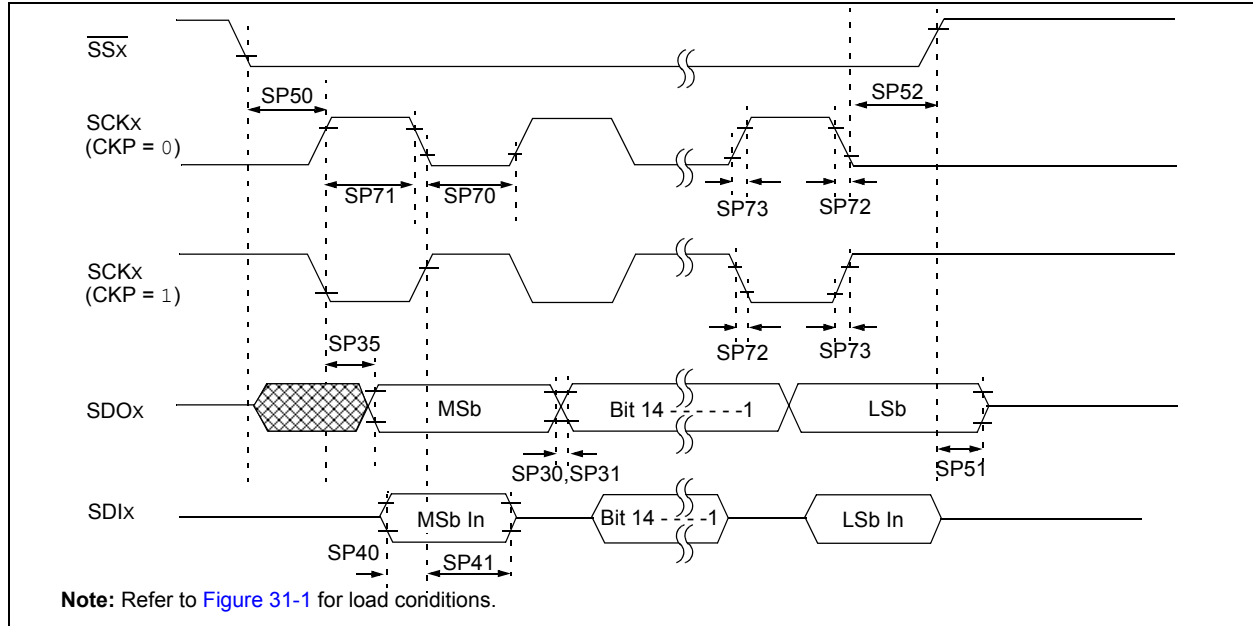 SSx
SP50
SP52
SCKx
(CKP = 0)
SP71
SP70
SP73
SP72
SCKx
(CKP = 1)
SP35
SP72
SP73
SDOx
MSb
Bit 14 - - - - - -1
LSb
SP30,SP31
SP51
SDIx
MSb In
Bit 14 - - - - -1
LSb In
SP40
SP41
Note: Refer to Figure 31-1 for load conditions.